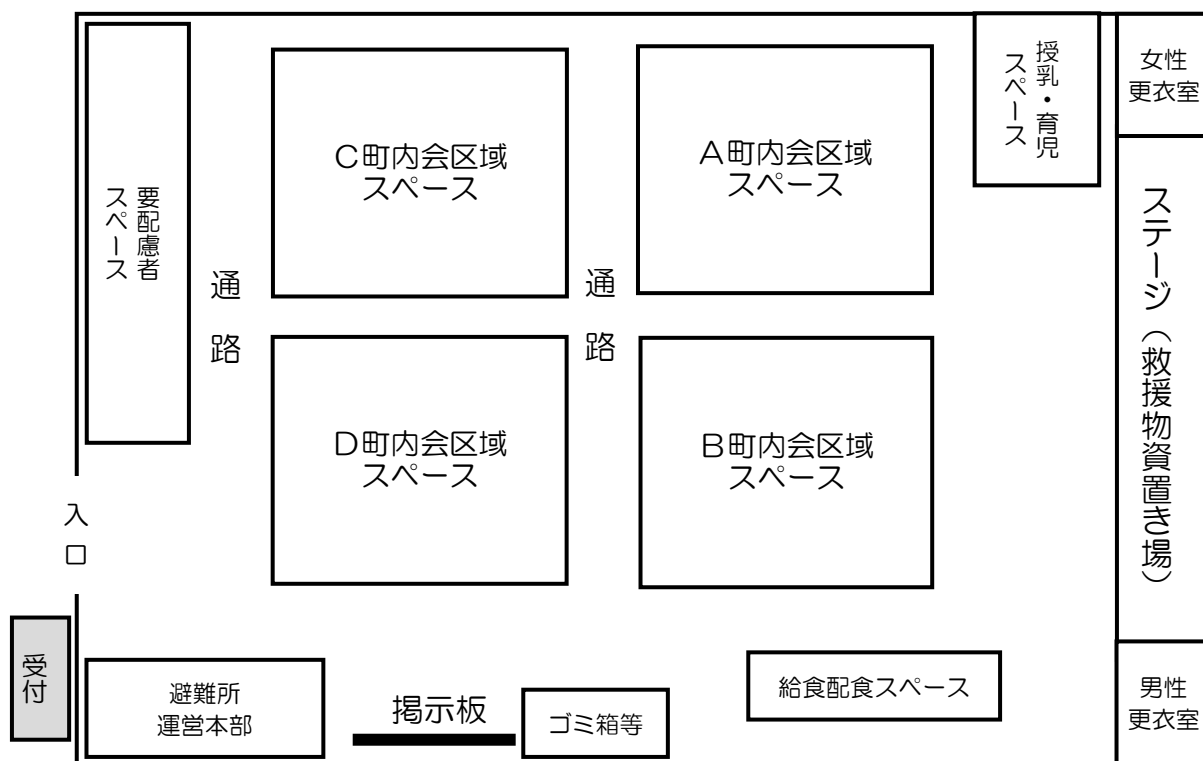 要配慮者
スペース
Ｃ町内会区域
スペース
Ａ町内会区域
スペース
授乳・育児
スペース
女性
更衣室
通路
通路
ステージ（救援物資置き場）
Ｄ町内会区域
スペース
Ｂ町内会区域
スペース
入口
受付
避難所
運営本部
掲示板
ゴミ箱等
給食配食スペース
男性
更衣室